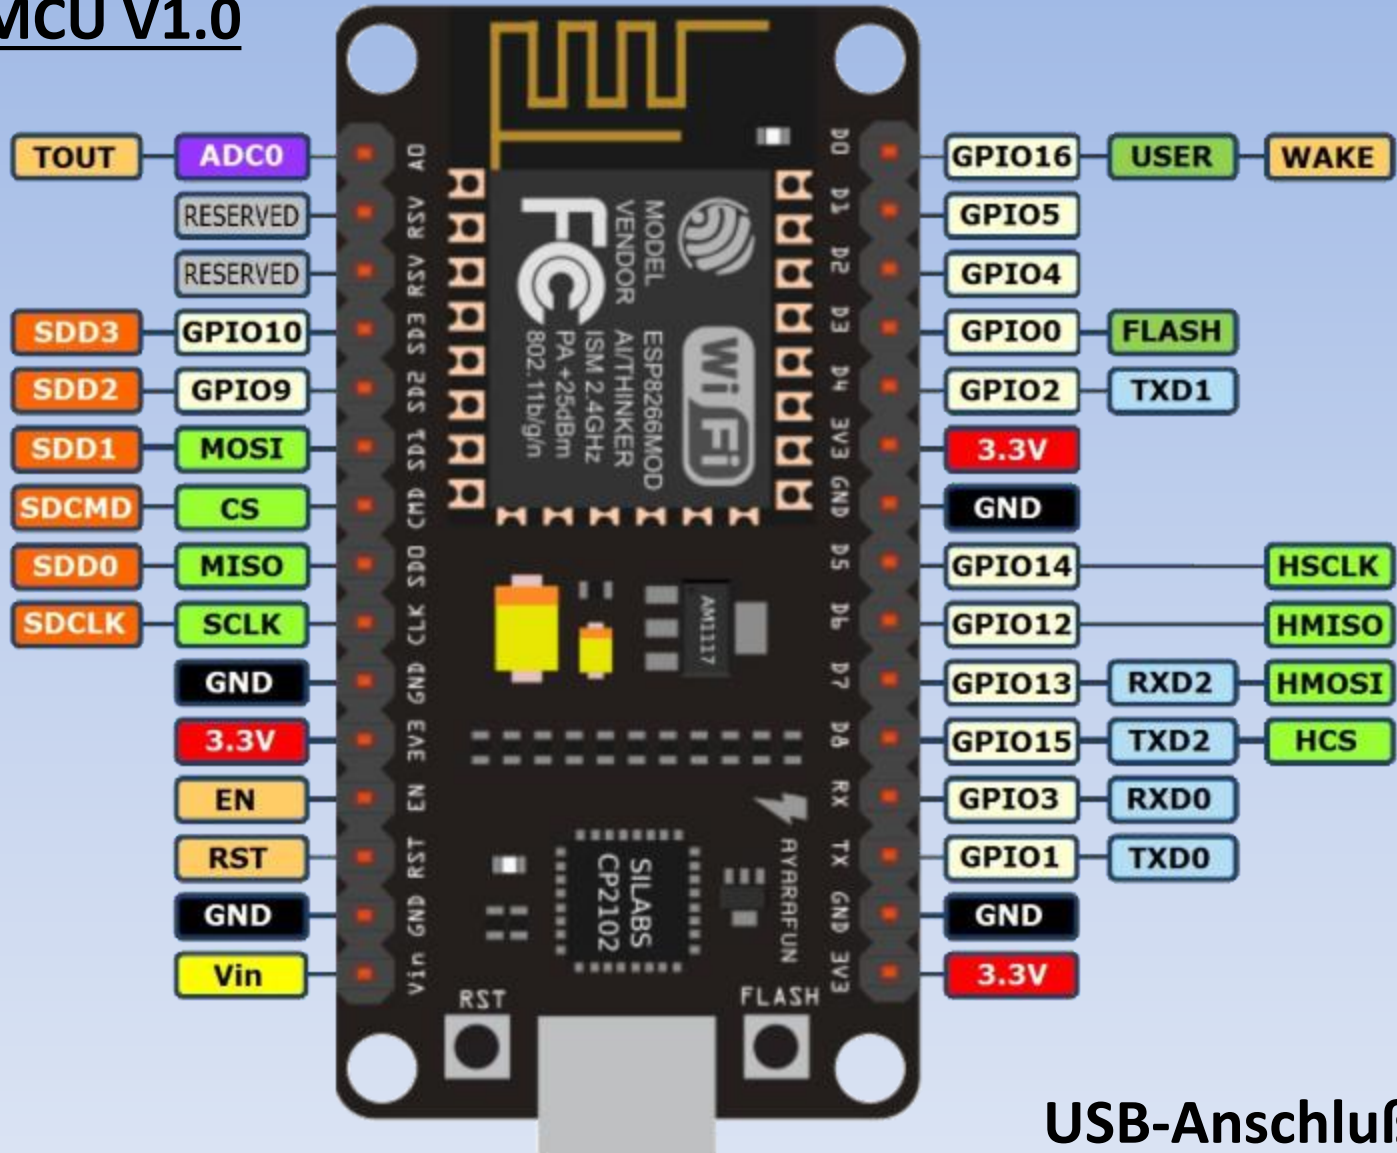 MCU V1.0
TOUT ADC0 A0
RESERVED RSV
RESERVED RSV
SDD3 GPIO10 SD3
SDD2 GPIO9 SD2
SDD1 MOSI SD1
SDCMD CS CMD
SDD0 MISO SD0
SDCLK SCLK CLK
GND GND
3.3V 3V3
EN EN
RST RST
GND GND
Vin Vin
MODEL
VENDOR
ESP8266MOD
AI/THINKER
ISM 2.4GHz
PA +25dBm
802.11b/g/n
FC
WiFi
AM1117
SILABS
CP2102
AYARAFUN
RST
FLASH
D0 GPIO16 USER WAKE
D1 GPIO5
D2 GPIO4
D3 GPIO0 FLASH
D4 GPIO2 TXD1
3V3 3.3V
GND GND
D5 GPIO14 HSCLK
D6 GPIO12 HMISO
D7 GPIO13 RXD2 HMOSI
D8 GPIO15 TXD2 HCS
RX GPIO3 RXD0
TX GPIO1 TXD0
GND GND
3V3 3.3V
USB-Anschluß